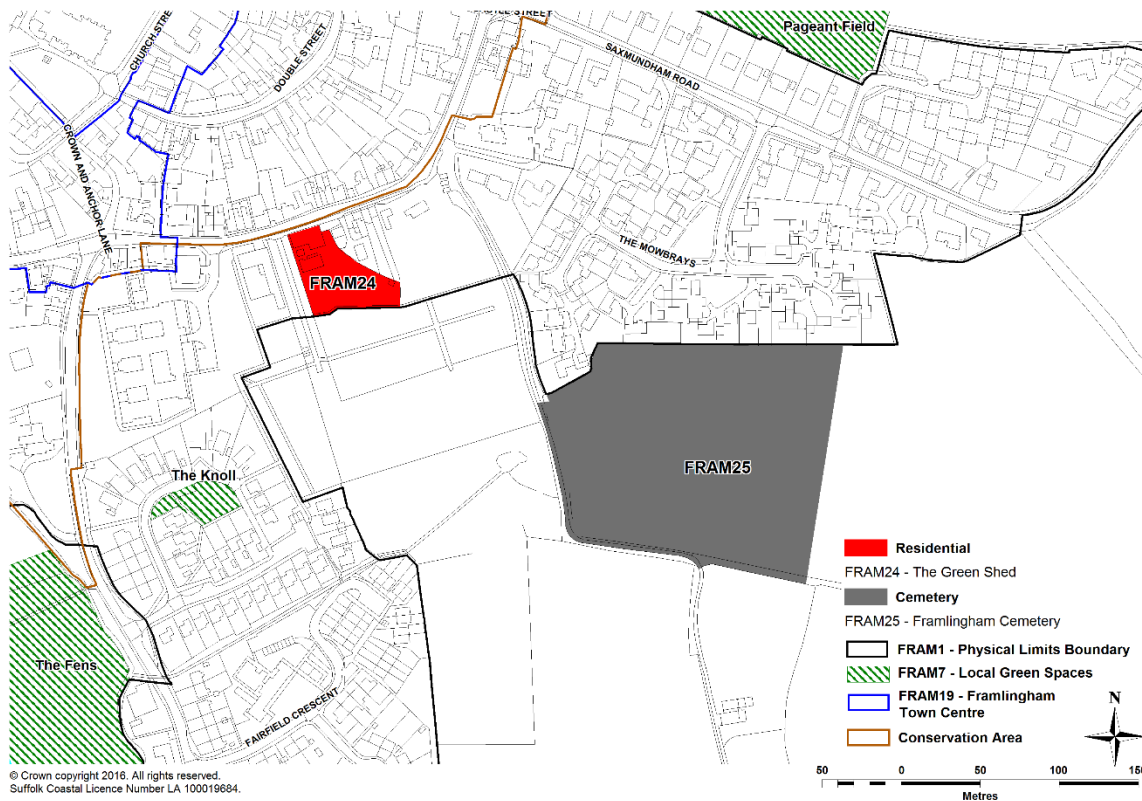 Pageant Field
CHURCH STRE
DOUBLE STREET
TLE STREET
SAXMUNDHAM ROAD
CROWN AND ANCHOR LANE
THE MOWBRAYS
FRAM24
The Knoll
FRAM25
The Fens
FAIRFIELD CRESCENT
Residential
FRAM24 - The Green Shed
Cemetery
FRAM25 - Framlingham Cemetery
FRAM1 - Physical Limits Boundary
FRAM7 - Local Green Spaces
FRAM19 - Framlingham
Town Centre
Conservation Area
N
50 0 50 100 150
Metres
© Crown copyright 2016. All rights reserved.
Suffolk Coastal Licence Number LA 100019684.